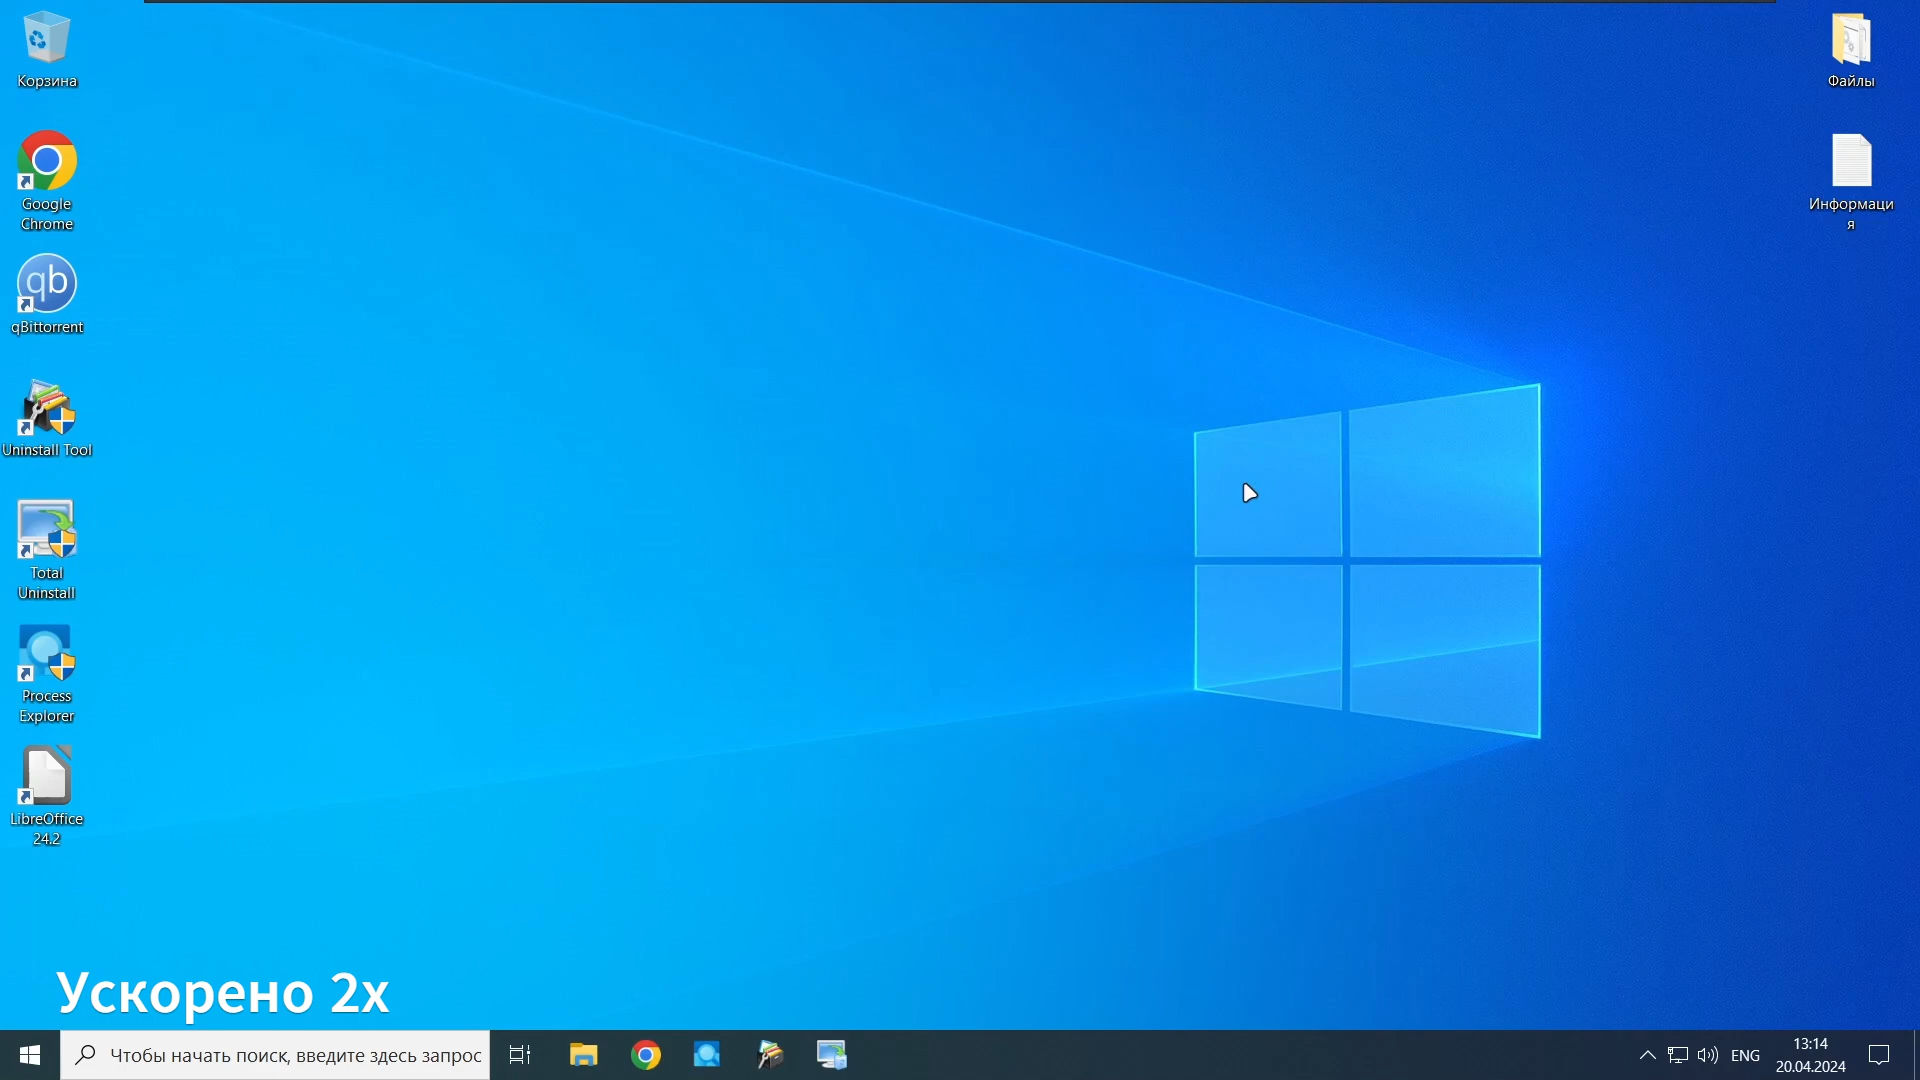 Корзина
Google
Chrome
qb
qBittorrent
Uninstall Tool
Total
Uninstall
Process
Explorer
LibreOffice
24.2
Файлы
Информаци
я
Ускорено 2x
Чтобы начать поиск, введите здесь запрос
ENG
13:14
20.04.2024